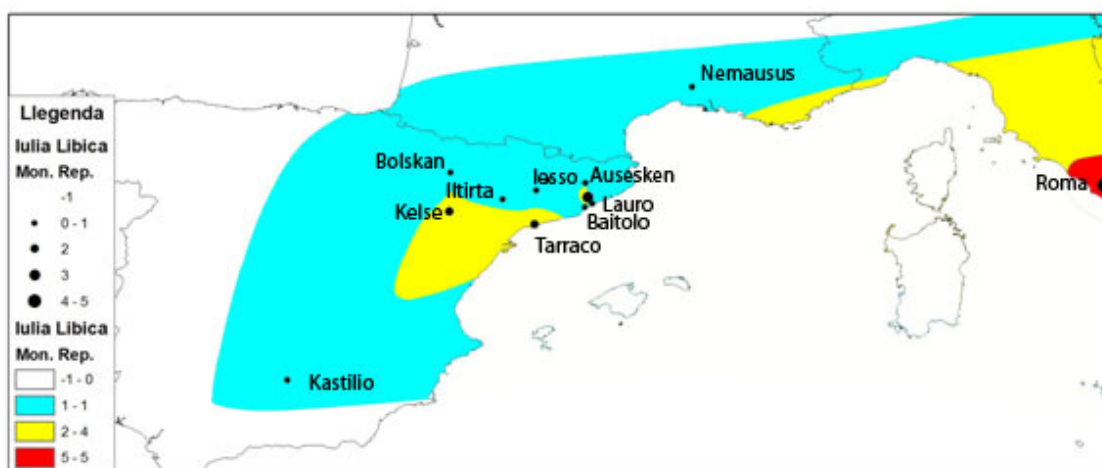 Llegenda
Iulia Libica
Mon. Rep.
-1
0 - 1
2
3
4 - 5
Iulia Libica
Mon. Rep.
-1 - 0
1 - 1
2 - 4
5 - 5
Nemausus
Bolskan
Iesso
Ausesken
Iltirta
Roma
Kelse
Lauro
Baitolo
Tarraco
Kastilio